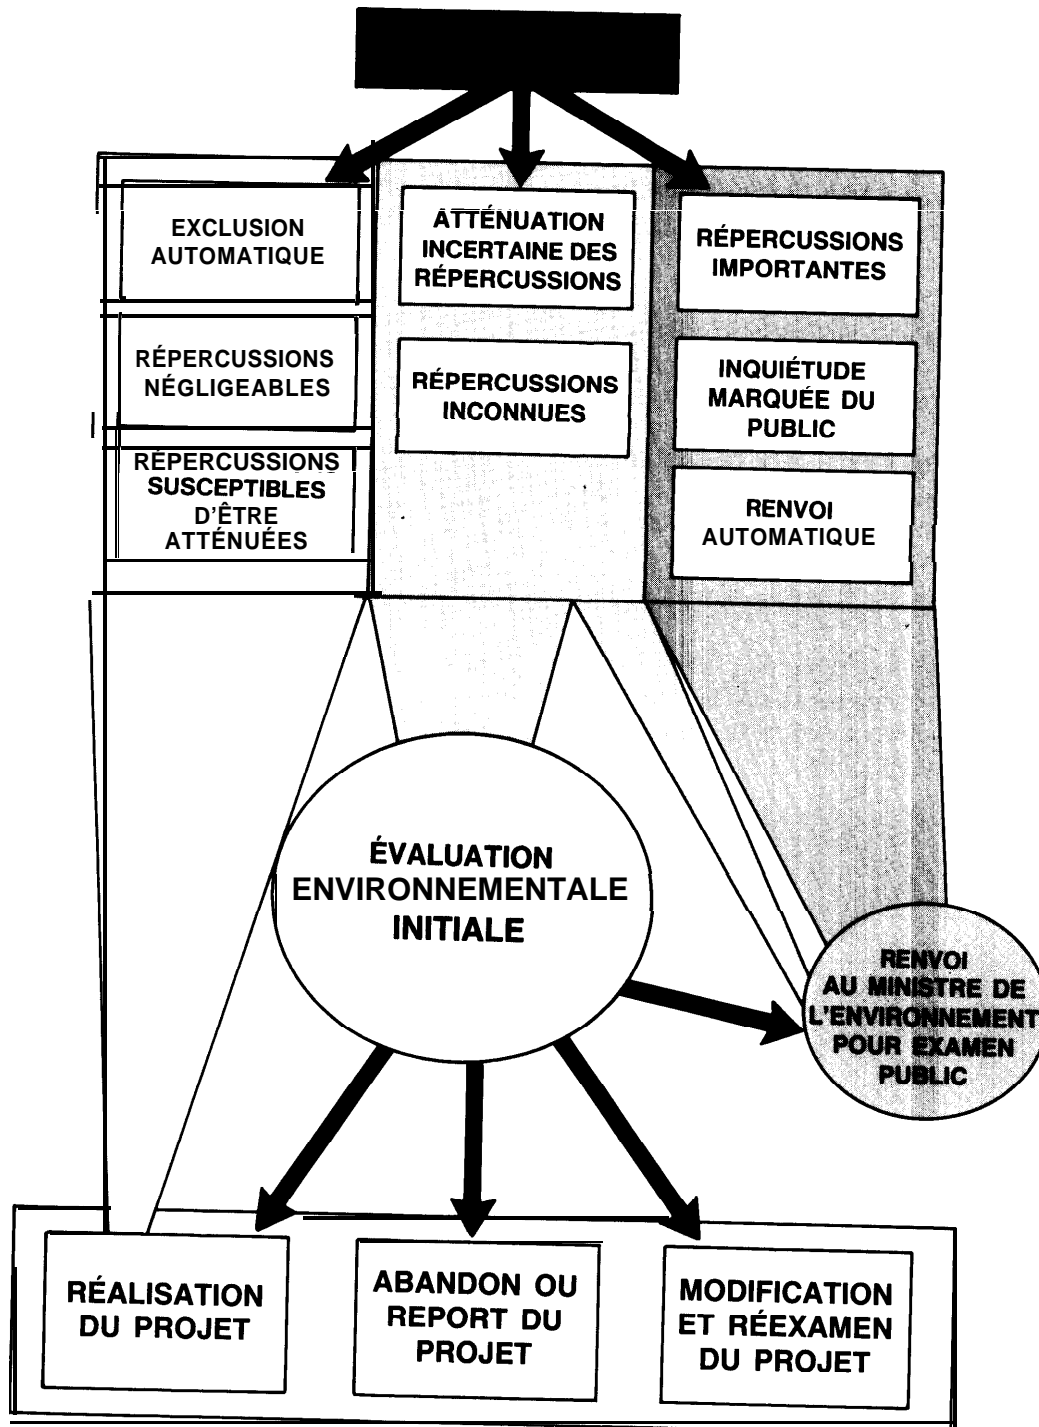 EXCLUSION
AUTOMATIQUE
RÉPERCUSSIONS
NÉGLIGEABLES
RÉPERCUSSIONS
SUSCEPTIBLES
D'ÊTRE
ATTÉNUÉES
ATTÉNUATION
INCERTAINE DES
RÉPERCUSSIONS
RÉPERCUSSIONS
INCONNUES
RÉPERCUSSIONS
IMPORTANTES
INQUIÉTUDE
MARQUÉE DU
PUBLIC
RENVOI
AUTOMATIQUE
ÉVALUATION
ENVIRONNEMENTALE
INITIALE
RENVOI
AU MINISTRE DE
L'ENVIRONNEMENT
POUR EXAMEN
PUBLIC
RÉALISATION
DU PROJET
ABANDON OU
REPORT DU
PROJET
MODIFICATION
ET RÉEXAMEN
DU PROJET